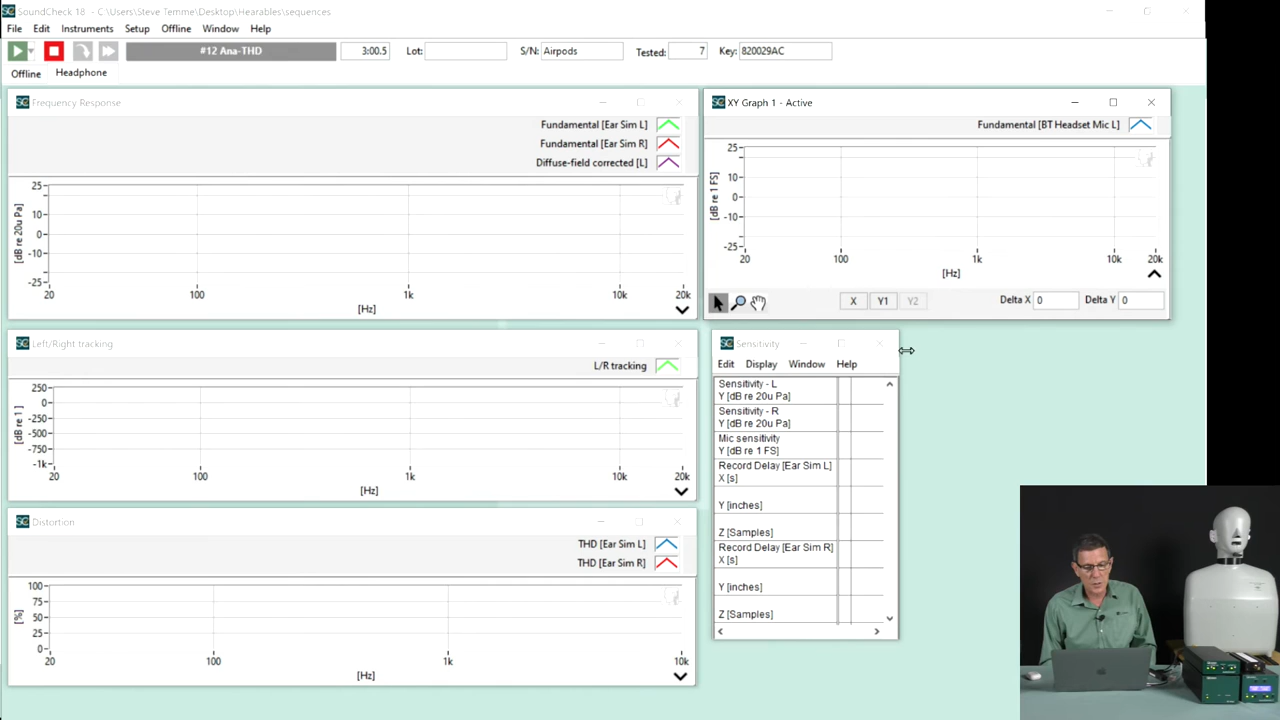 SoundCheck 18 - C:\Users\Steve Temme\Desktop\Hearables\sequences
File Edit Instruments Setup Offline Window Help
#12 Ana-THD 3:00.5 Lot: S/N: Airpods Tested: 7 Key: 820029AC
Offline Headphone
Frequency Response
Fundamental [Ear Sim L]
Fundamental [Ear Sim R]
Diffuse-field corrected [L]
[dB re 20u Pa]
25
10
0
-10
-25
20 100 1k 10k 20k
[Hz]
XY Graph 1 - Active
Fundamental [BT Headset Mic L]
[dB re 1 FS]
25
10
0
-10
-25
20 100 1k 10k 20k
[Hz]
X Y1 Y2 Delta X 0 Delta Y 0
Left/Right tracking
L/R tracking
[dB re 1 ]
250
0
-250
-500
-750
-1k
20 100 1k 10k 20k
[Hz]
Sensitivity
Edit Display Window Help
Sensitivity - L
Y [dB re 20u Pa]
Sensitivity - R
Y [dB re 20u Pa]
Mic sensitivity
Y [dB re 1 FS]
Record Delay [Ear Sim L]
X [s]
Y [inches]
Z [Samples]
Record Delay [Ear Sim R]
X [s]
Y [inches]
Z [Samples]
Distortion
THD [Ear Sim L]
THD [Ear Sim R]
[%]
100
75
50
25
0
20 100 1k 10k
[Hz]